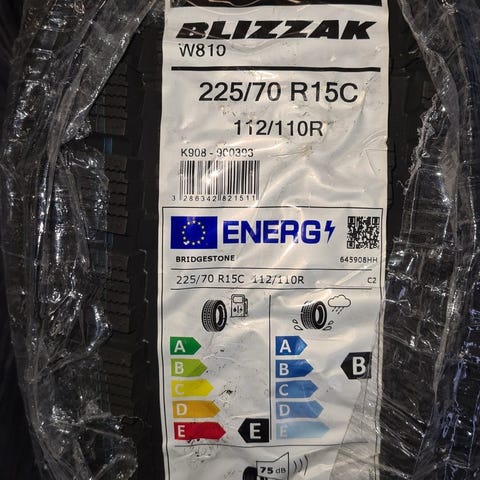 BLIZZAK
W810
225/70 R15C
112/110R
K908 - 900393
3 286342 821511
ENERG
BRIDGESTONE 645908HH
225/70 R15C 112/110R C2
A A
B B B
C C
D D
E E E
75 dB